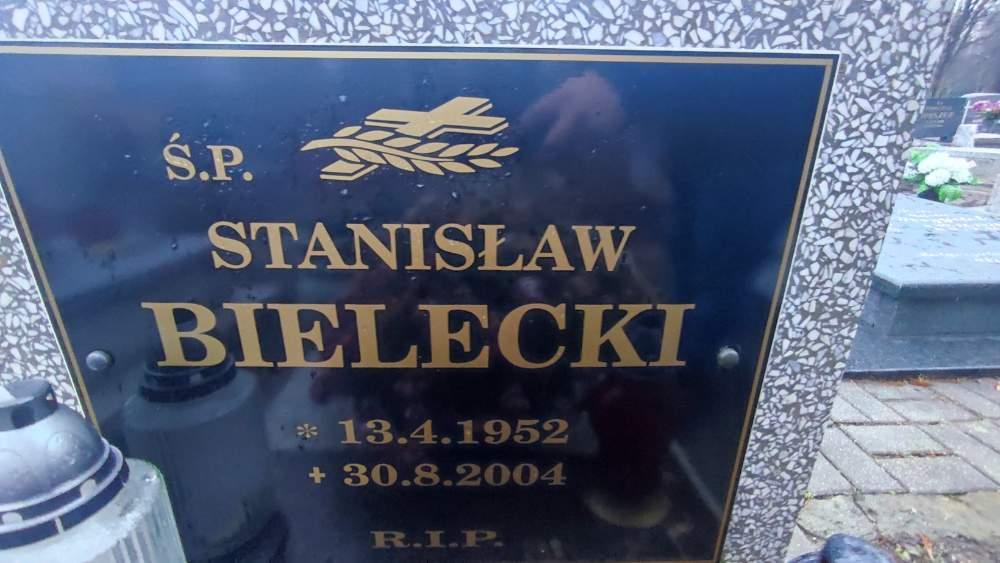 Ś.P.
STANISŁAW
BIELECKI
* 13.4.1952
+ 30.8.2004
R.I.P.